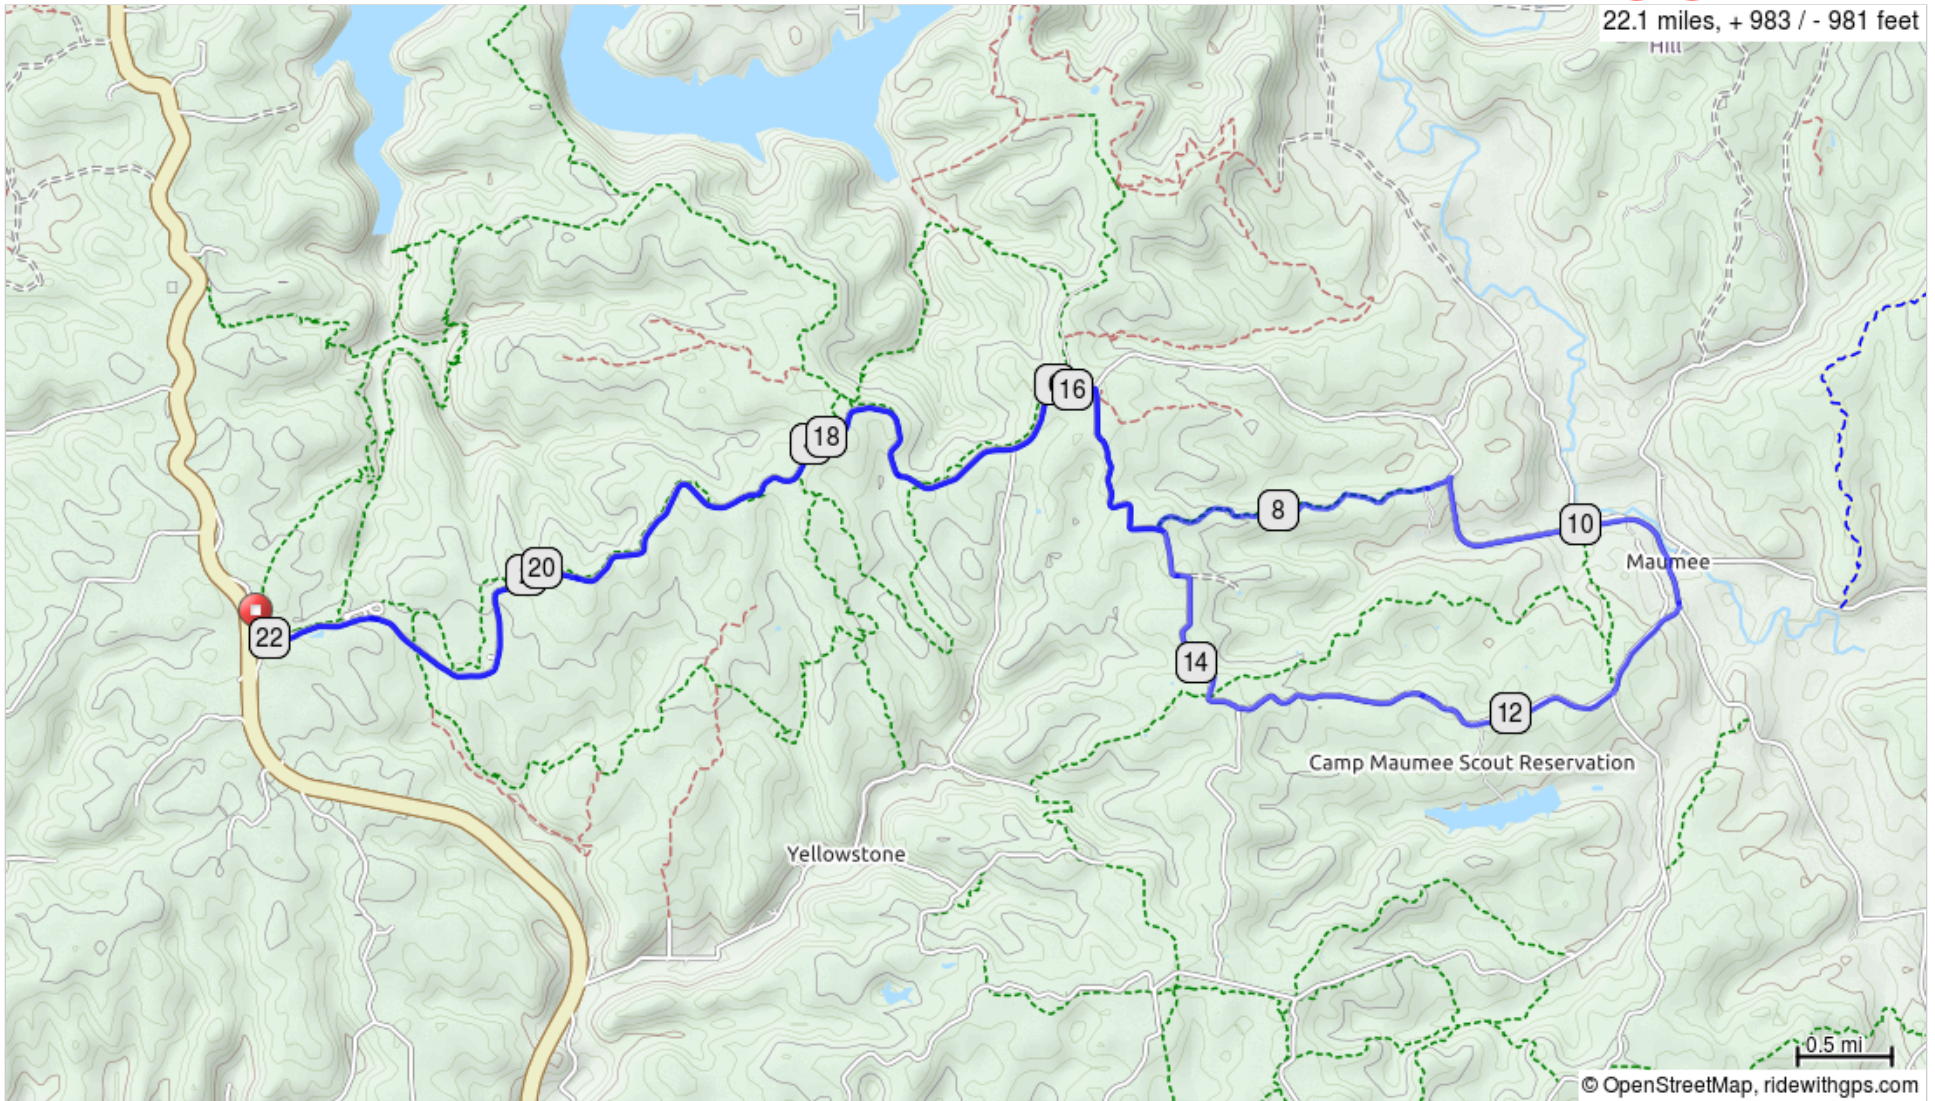 22.1 miles, + 983 / - 981 feet
Hill
16
18
8
10
Maumee
20
22
14
12
Camp Maumee Scout Reservation
Yellowstone
0.5 mi
© OpenStreetMap, ridewithgps.com